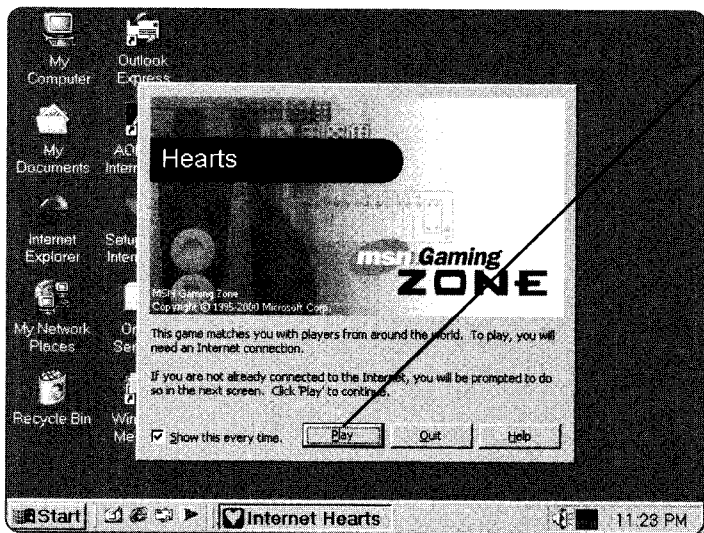 My Computer
Outlook Express
My Documents
Internet Explorer
My Network Places
Recycle Bin
Hearts
msn Gaming
ZONE
MSN Gaming Zone
Copyright © 1995-2000 Microsoft Corp.
This game matches you with players from around the world. To play, you will
need an Internet connection.
If you are not already connected to the Internet, you will be prompted to do
so in the next screen. Click 'Play' to continue.
Show this every time.
Play
Quit
Help
Start
Internet Hearts
11:23 PM